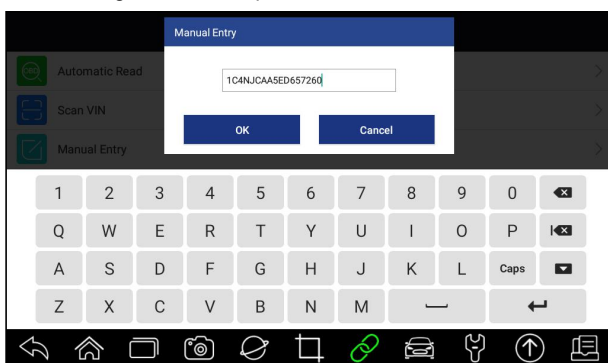 Manual Entry
Automatic Read
1C4NJCAA5ED657260
Scan VIN
OK
Cancel
Manual Entry
1 2 3 4 5 6 7 8 9 0
Q W E R T Y U I O P
A S D F G H J K L Caps
Z X C V B N M